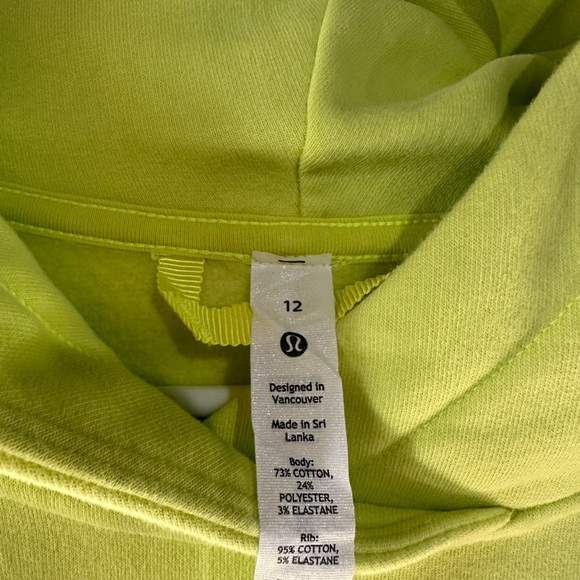 12
Designed in
Vancouver
Made in Sri
Lanka
Body:
73% COTTON,
24%
POLYESTER,
3% ELASTANE
Rib:
95% COTTON,
5% ELASTANE